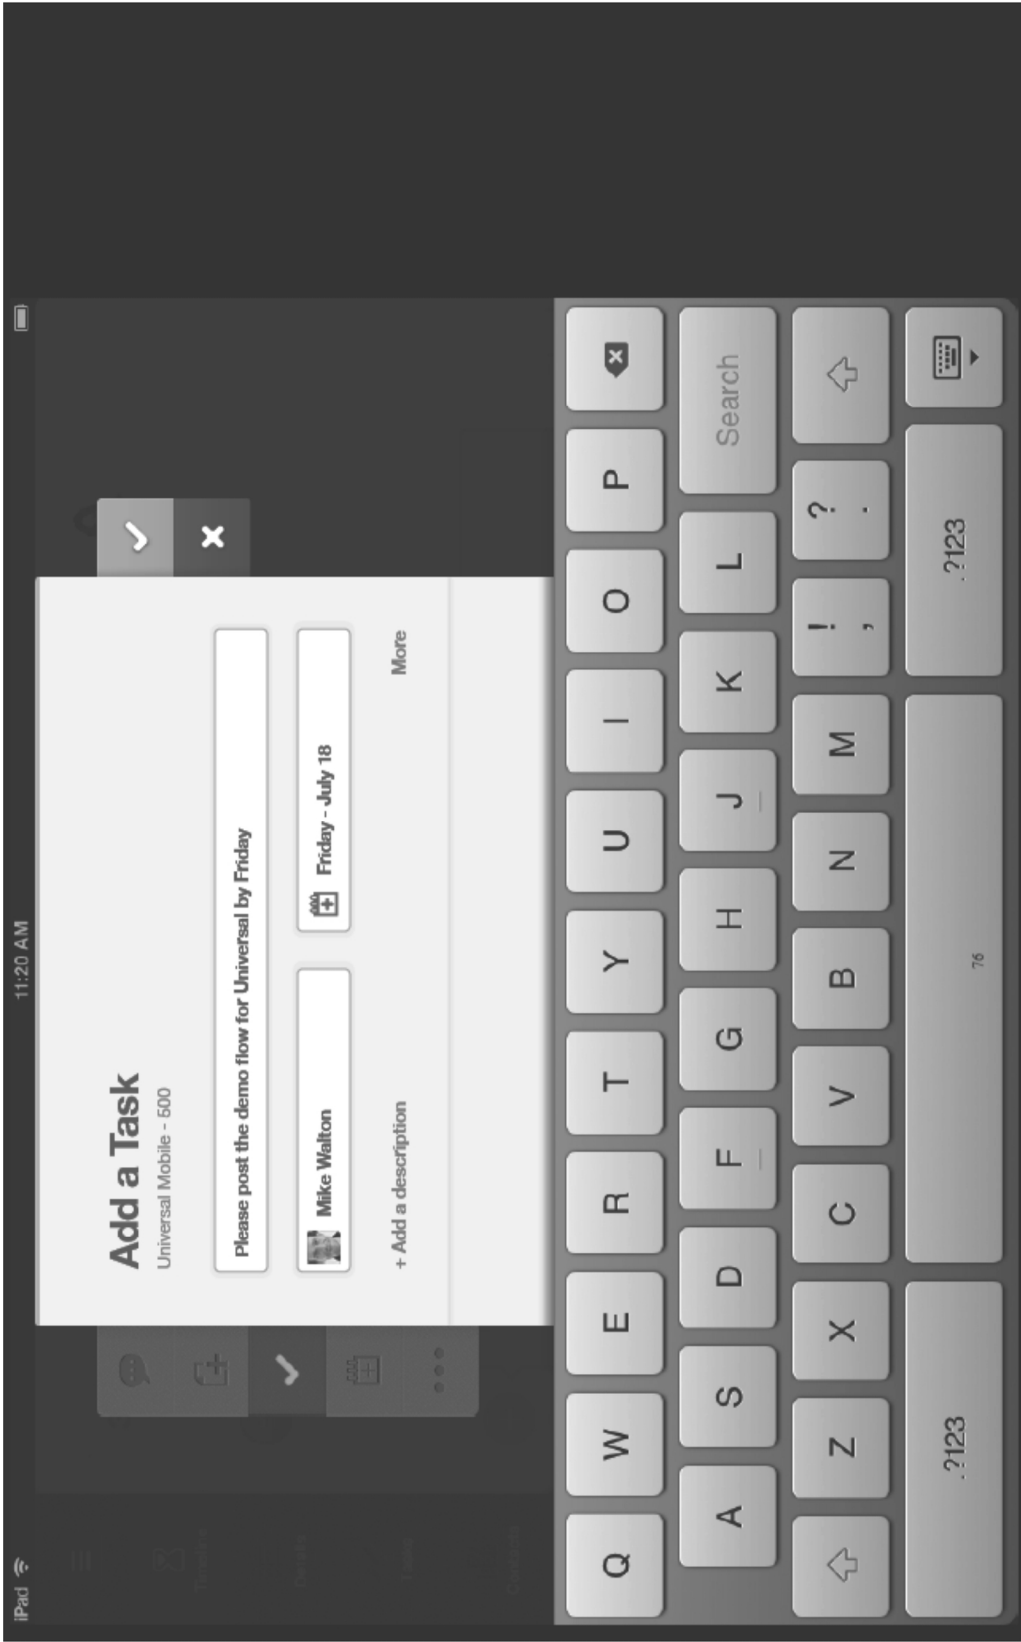 iPad
11:20 AM
Add a Task
Universal Mobile - 500
Please post the demo flow for Universal by Friday
Mike Walton
Friday - July 18
+ Add a description
More
Q W E R T Y U I O P
A S D F G H J K L Search
Z X C V B N M ! , ? .
.?123 76 .?123